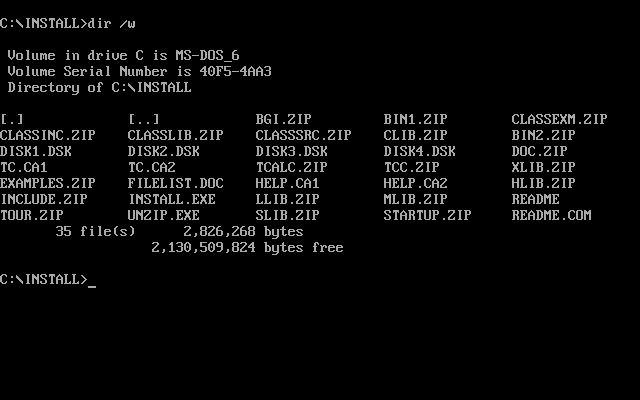 C:\INSTALL>dir /w
Volume in drive C is MS-DOS_6
Volume Serial Number is 40F5-4AA3
Directory of C:\INSTALL
[.] [..] BGI.ZIP BIN1.ZIP CLASSEXM.ZIP
CLASSINC.ZIP CLASSLIB.ZIP CLASSSRC.ZIP CLIB.ZIP BIN2.ZIP
DISK1.DSK DISK2.DSK DISK3.DSK DISK4.DSK DOC.ZIP
TC.CA1 TC.CA2 TCALC.ZIP TCC.ZIP XLIB.ZIP
EXAMPLES.ZIP FILELIST.DOC HELP.CA1 HELP.CA2 HLIB.ZIP
INCLUDE.ZIP INSTALL.EXE LLIB.ZIP MLIB.ZIP README
TOUR.ZIP UNZIP.EXE SLIB.ZIP STARTUP.ZIP README.COM
35 file(s) 2,826,268 bytes
2,130,509,824 bytes free
C:\INSTALL>_